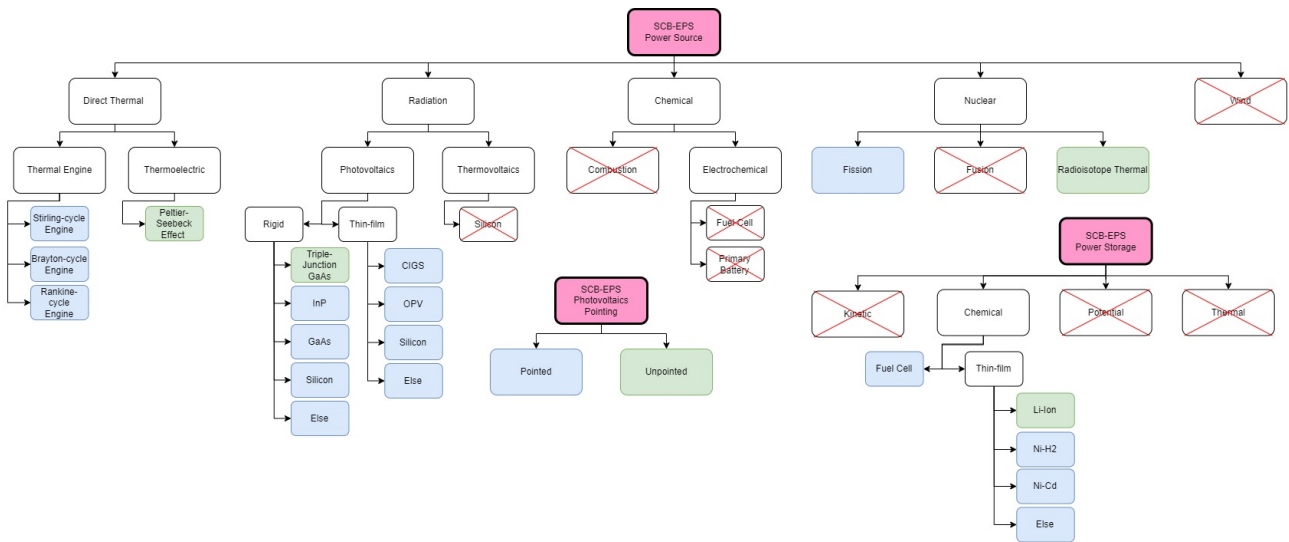 SCB-EPS
Power Source
Direct Thermal
Radiation
Chemical
Nuclear
Wind
Thermal Engine
Thermoelectric
Photovoltaics
Thermovoltaics
Combustion
Electrochemical
Fission
Fusion
Radioisotope Thermal
Stirling-cycle
Engine
Peltier-
Seebeck
Effect
Rigid
Thin-film
Silicon
Fuel Cell
Brayton-cycle
Engine
Rankine-
cycle
Engine
Triple-
Junction
GaAs
InP
GaAs
Silicon
Else
CIGS
OPV
Silicon
Else
Primary
Battery
SCB-EPS
Photovoltaics
Pointing
Pointed
Unpointed
SCB-EPS
Power Storage
Kinetic
Chemical
Potential
Thermal
Fuel Cell
Thin-film
Li-Ion
Ni-H2
Ni-Cd
Else